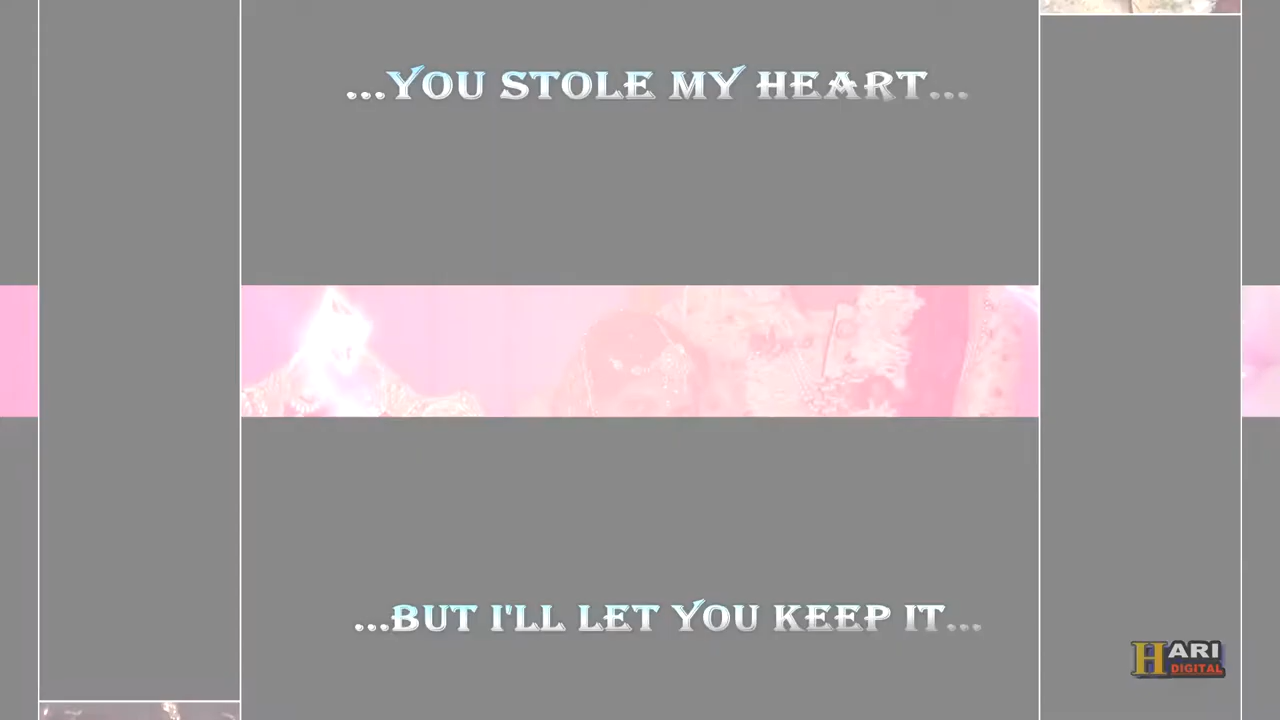 ...YOU STOLE MY HEART...
...BUT I'LL LET YOU KEEP IT...
HARI
DIGITAL